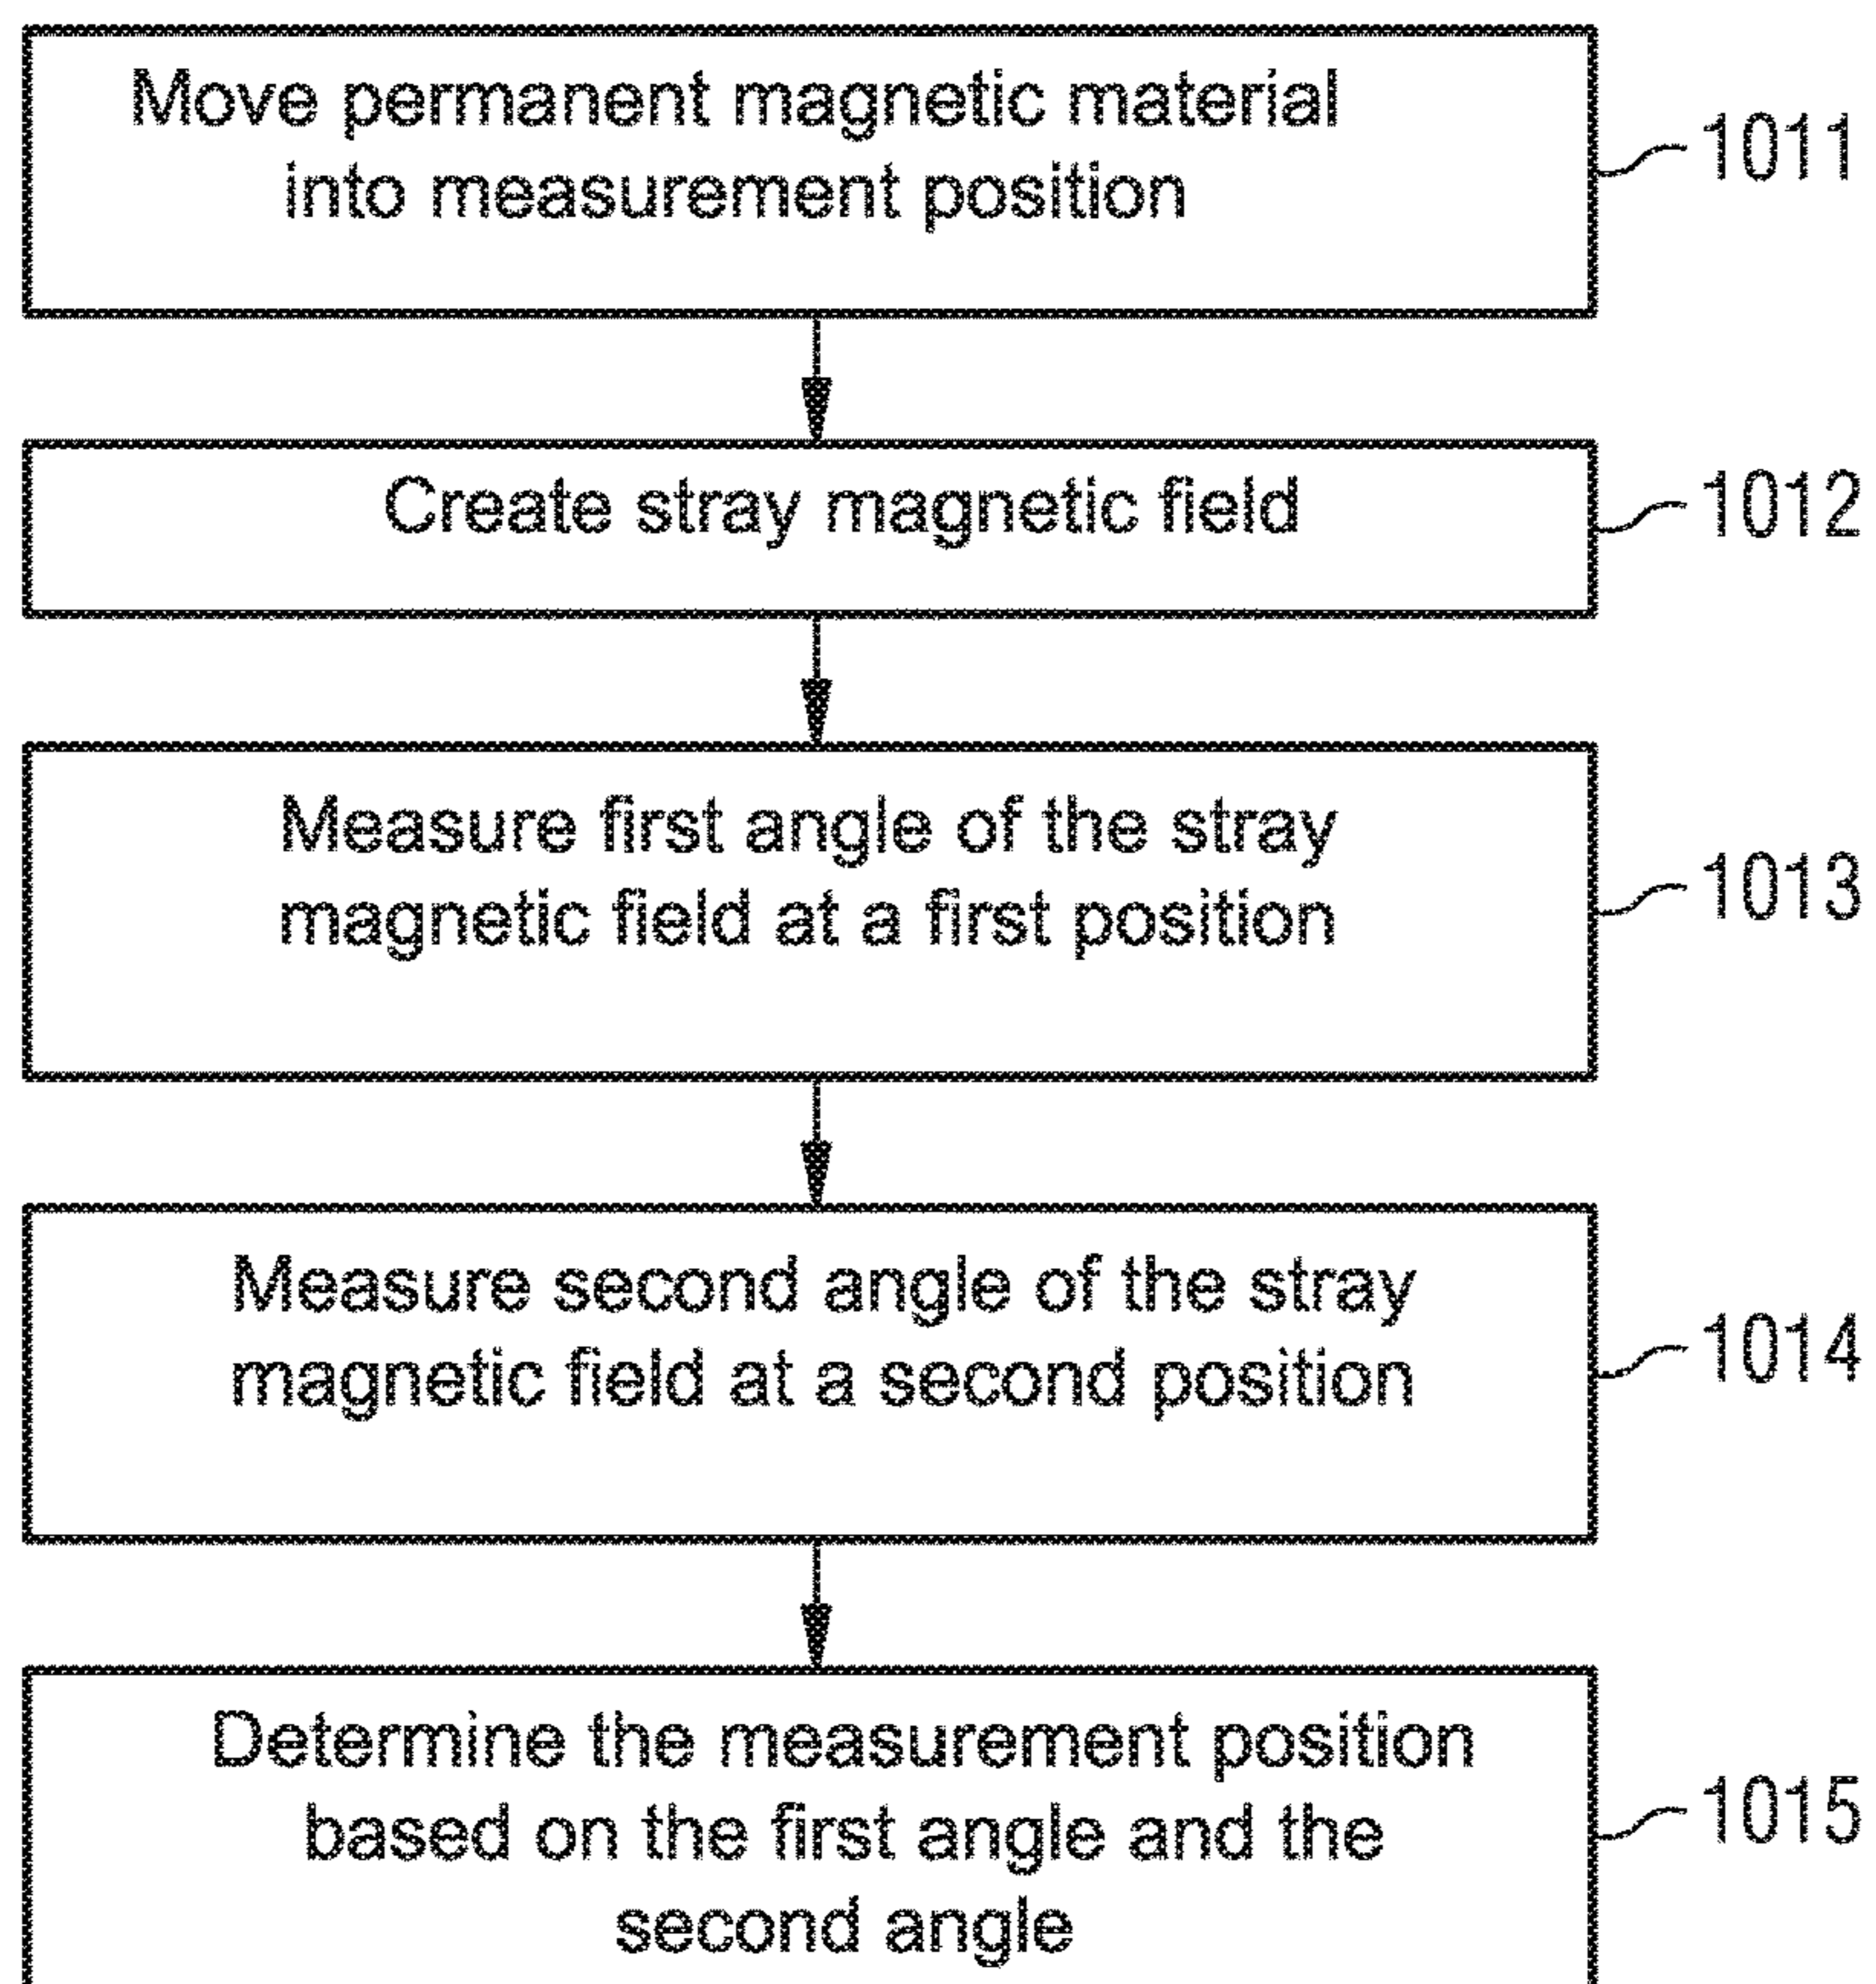 Move permanent magnetic material
into measurement position
1011
Create stray magnetic field
1012
Measure first angle of the stray
magnetic field at a first position
1013
Measure second angle of the stray
magnetic field at a second position
1014
Determine the measurement position
based on the first angle and the
second angle
1015